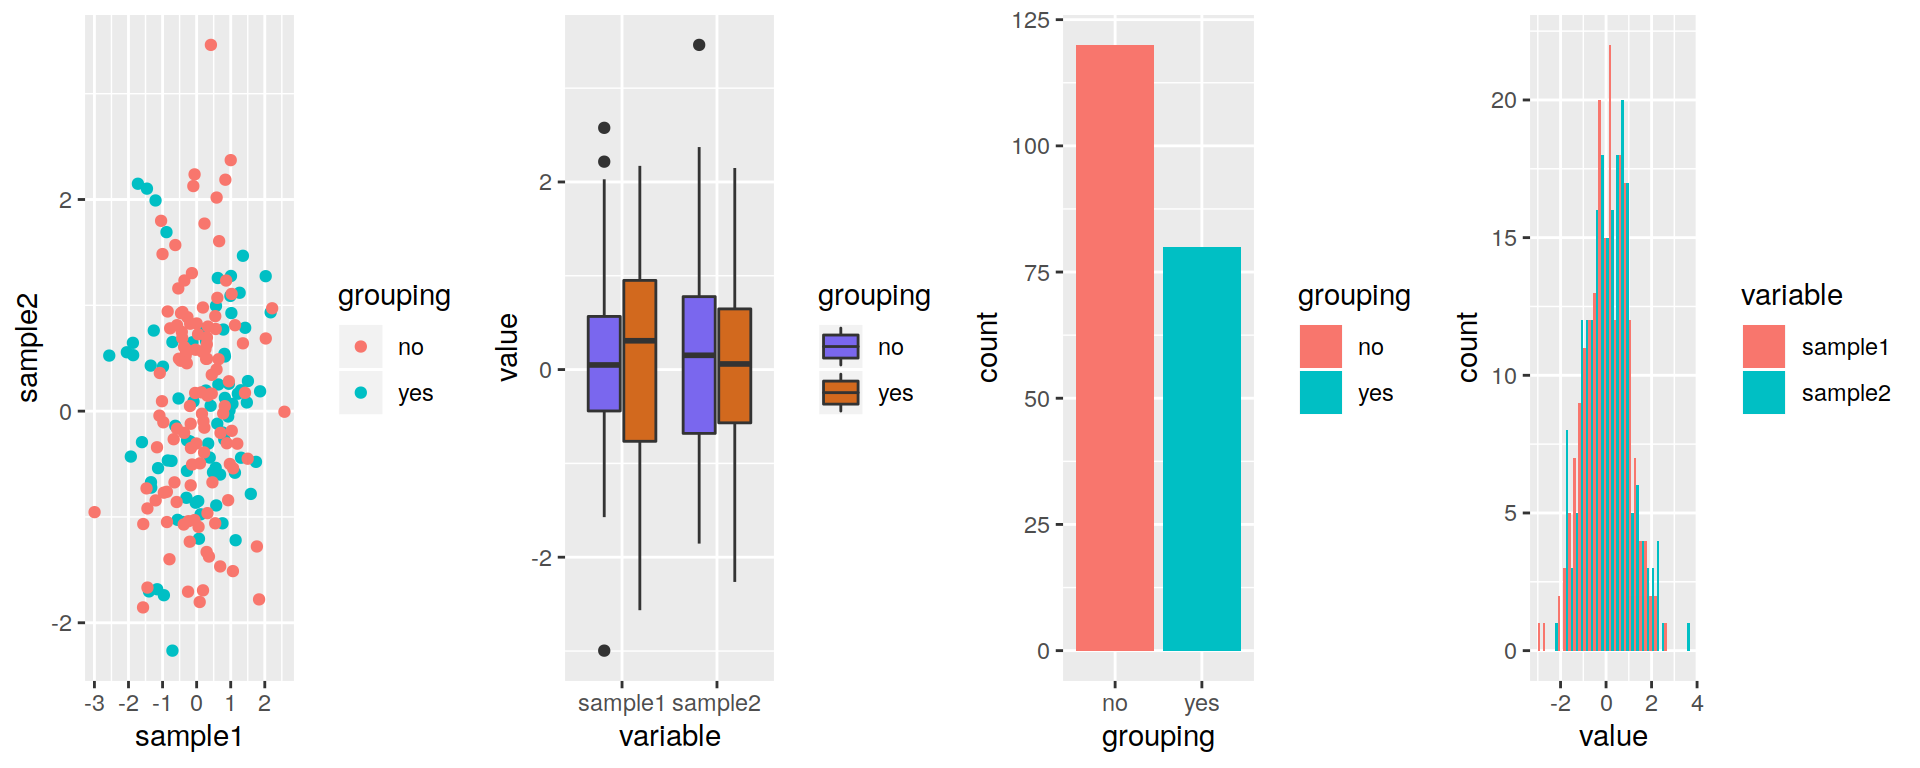 sample2
2
0
-2
-3 -2 -1 0 1 2
sample1
grouping
no
yes
value
2
0
-2
sample1 sample2
variable
grouping
no
yes
count
125
100
75
50
25
0
no yes
grouping
grouping
no
yes
count
20
15
10
5
0
-2 0 2 4
value
variable
sample1
sample2